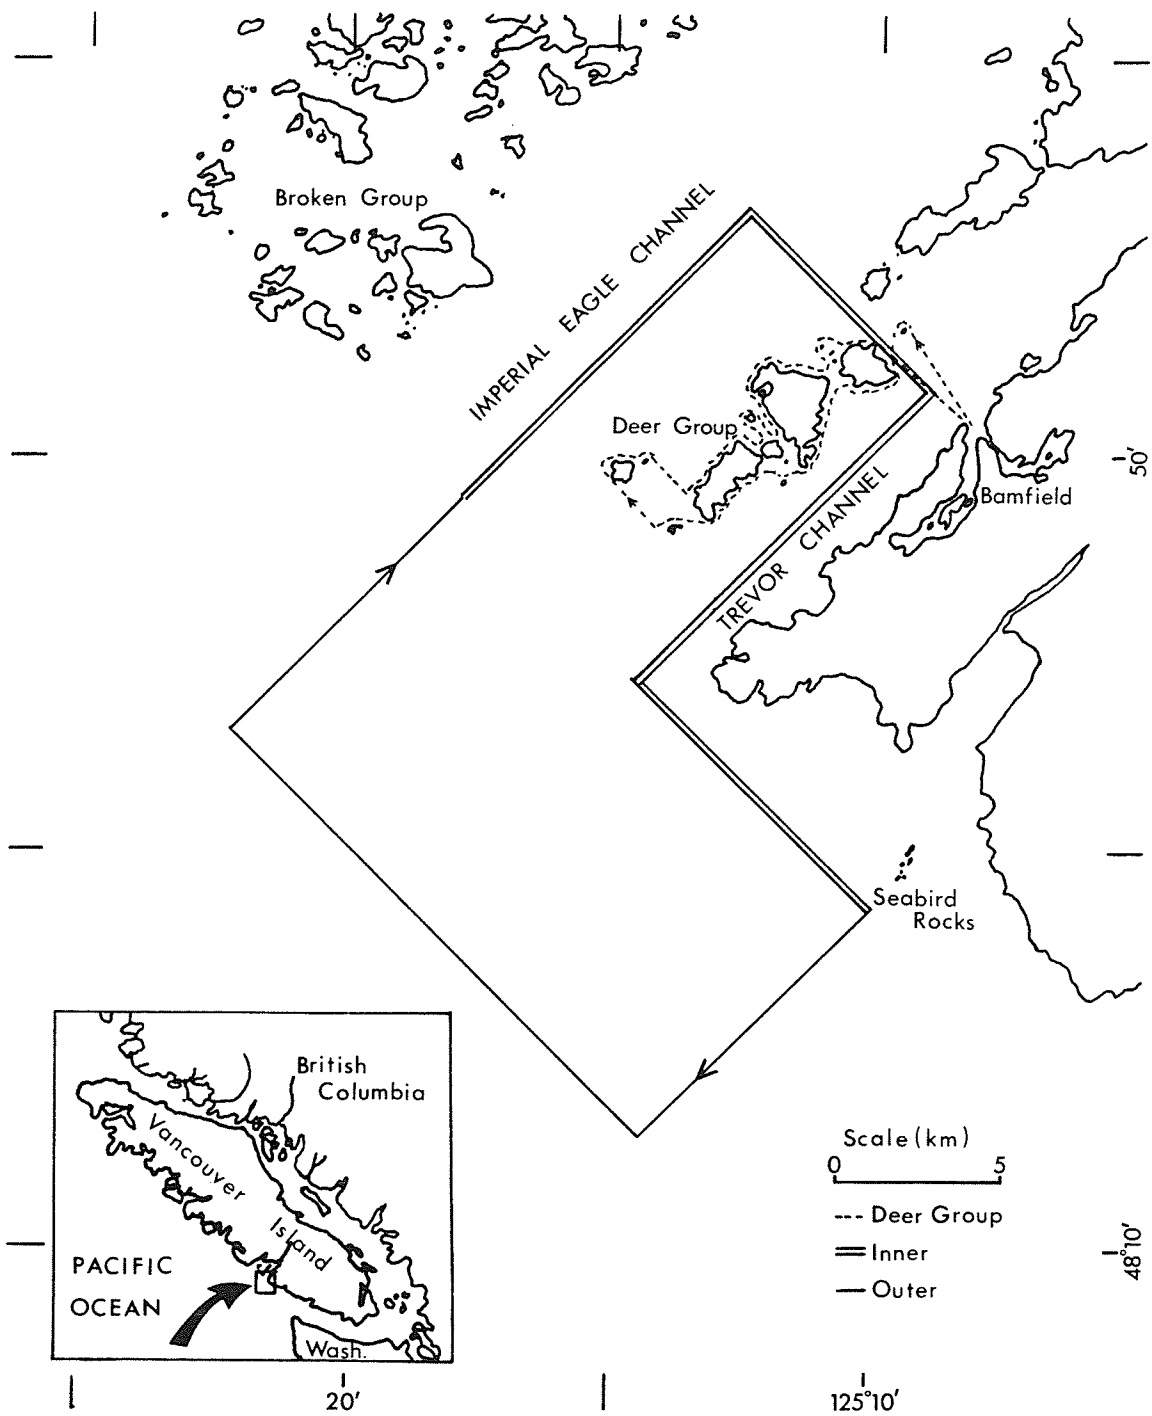 Broken Group
IMPERIAL EAGLE CHANNEL
Deer Group
TREVOR CHANNEL
Bamfield
50'
Seabird
Rocks
British
Columbia
Vancouver
Island
PACIFIC
OCEAN
Wash.
Scale (km)
0 5
--- Deer Group
Inner
Outer
48°10'
20'
125°10'